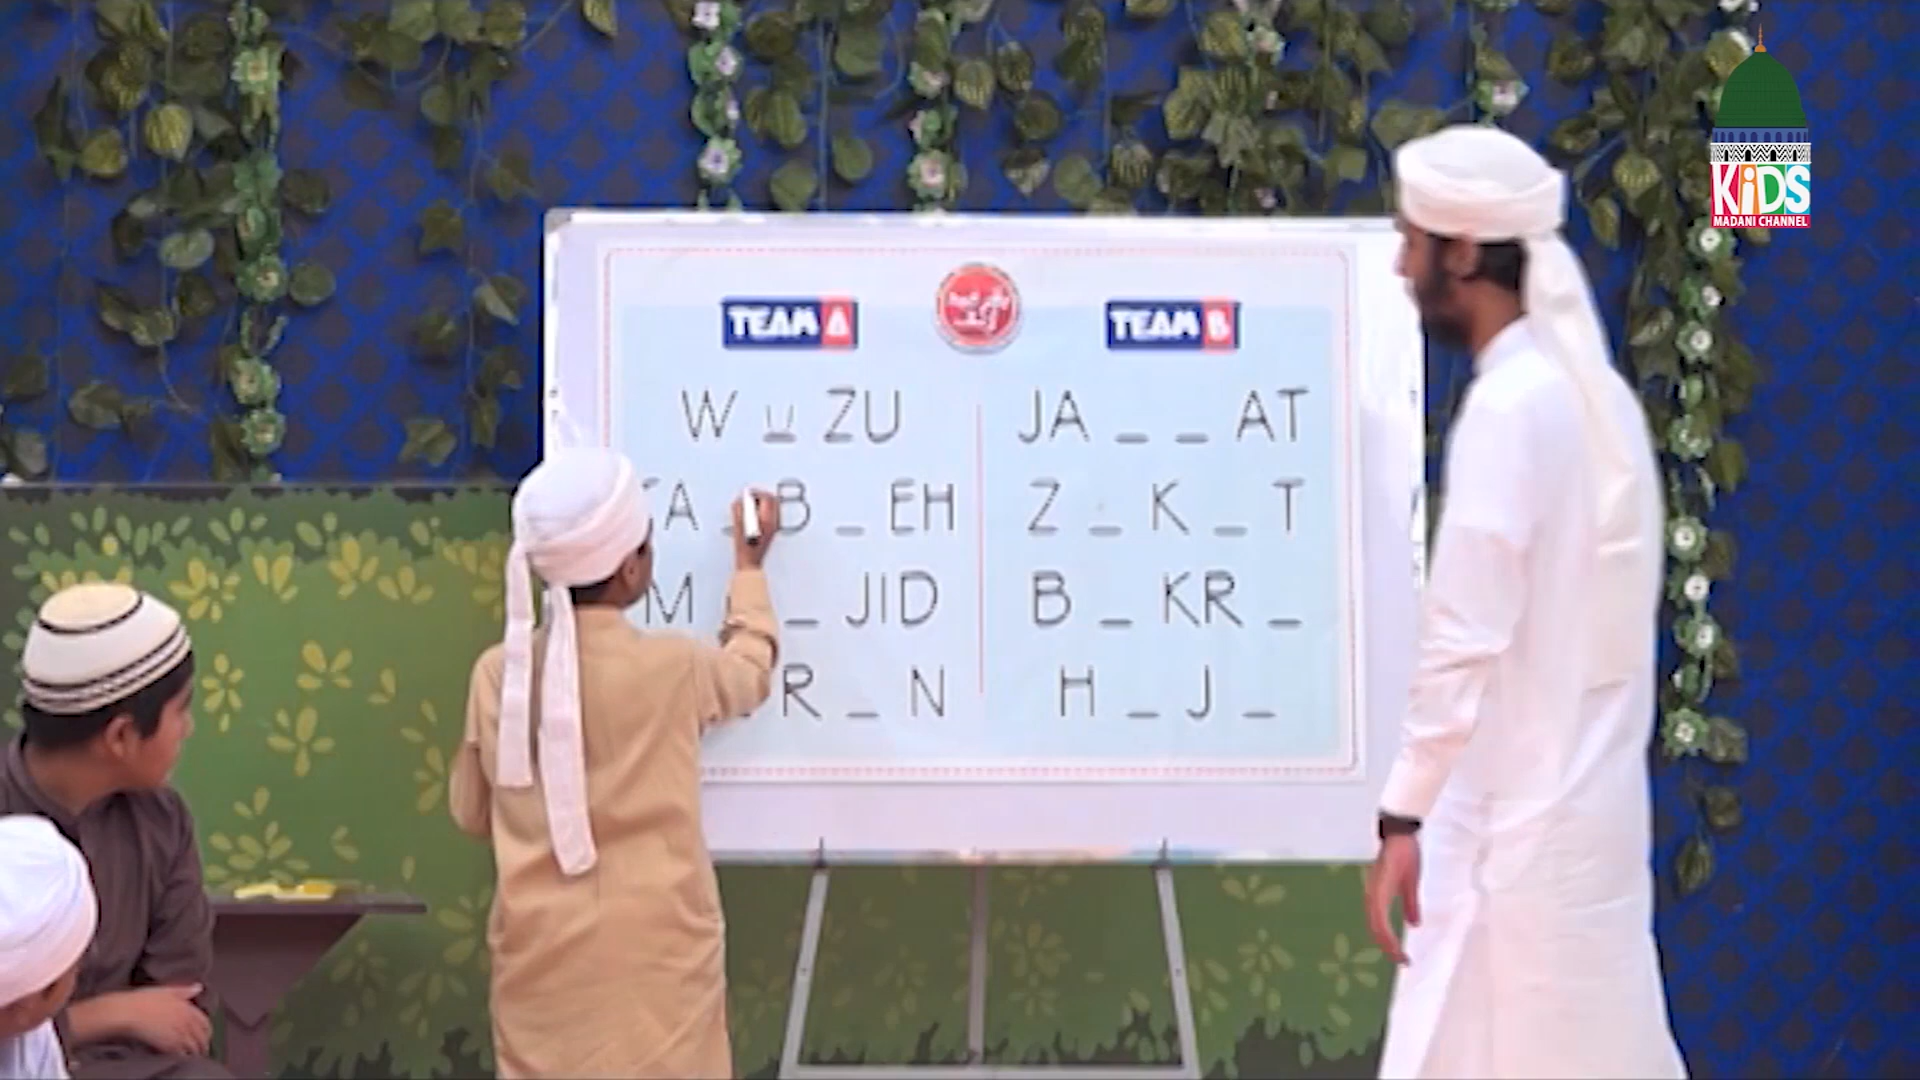 KiDS
MADANI CHANNEL
TEAM A
TEAM B
W U ZU
JA _ _ AT
A _ B _ EH
Z _ K _ T
M _ JID
B _ KR _
R _ N
H _ J _